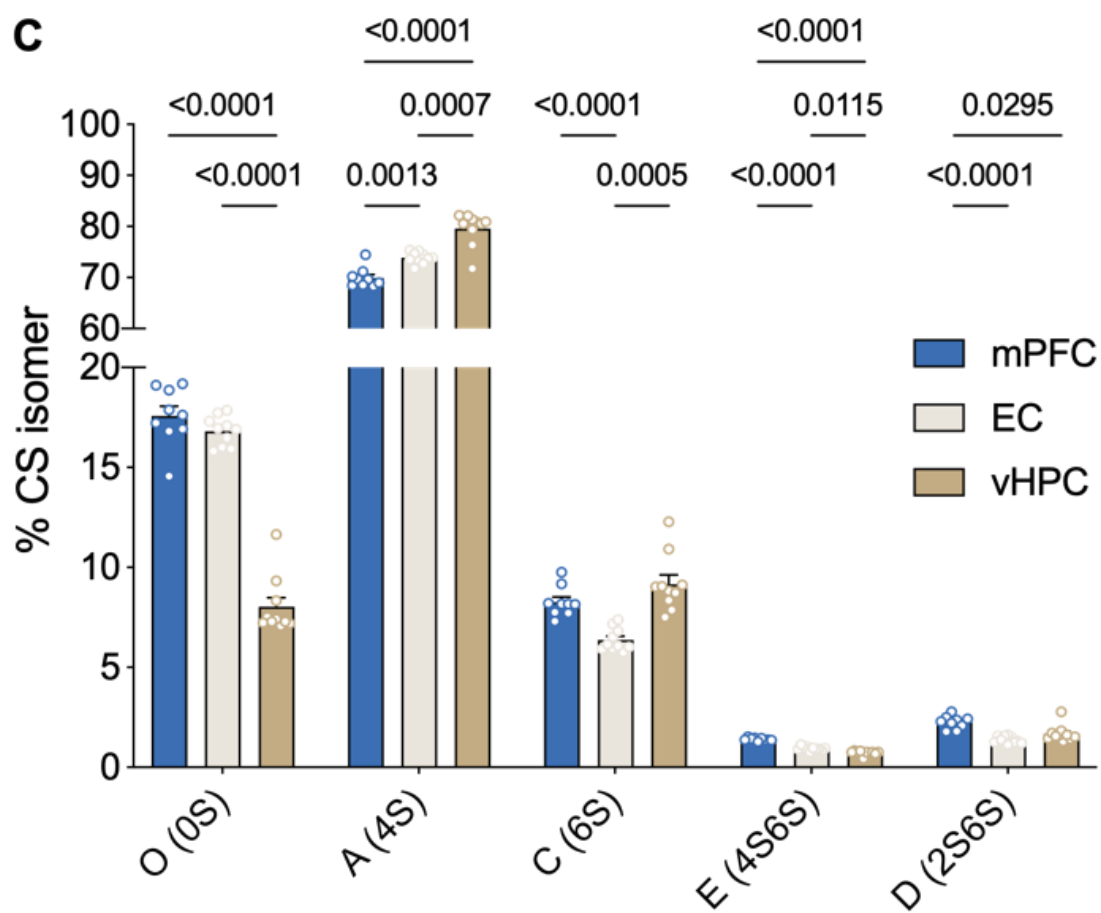 C
<0.0001 <0.0001
<0.0001 0.0007 <0.0001 0.0115 0.0295
<0.0001 0.0013 0.0005 <0.0001 <0.0001
% CS isomer
100
90
80
70
60
20
15
10
5
0
mPFC
EC
vHPC
O (0S)
A (4S)
C (6S)
E (4S6S)
D (2S6S)